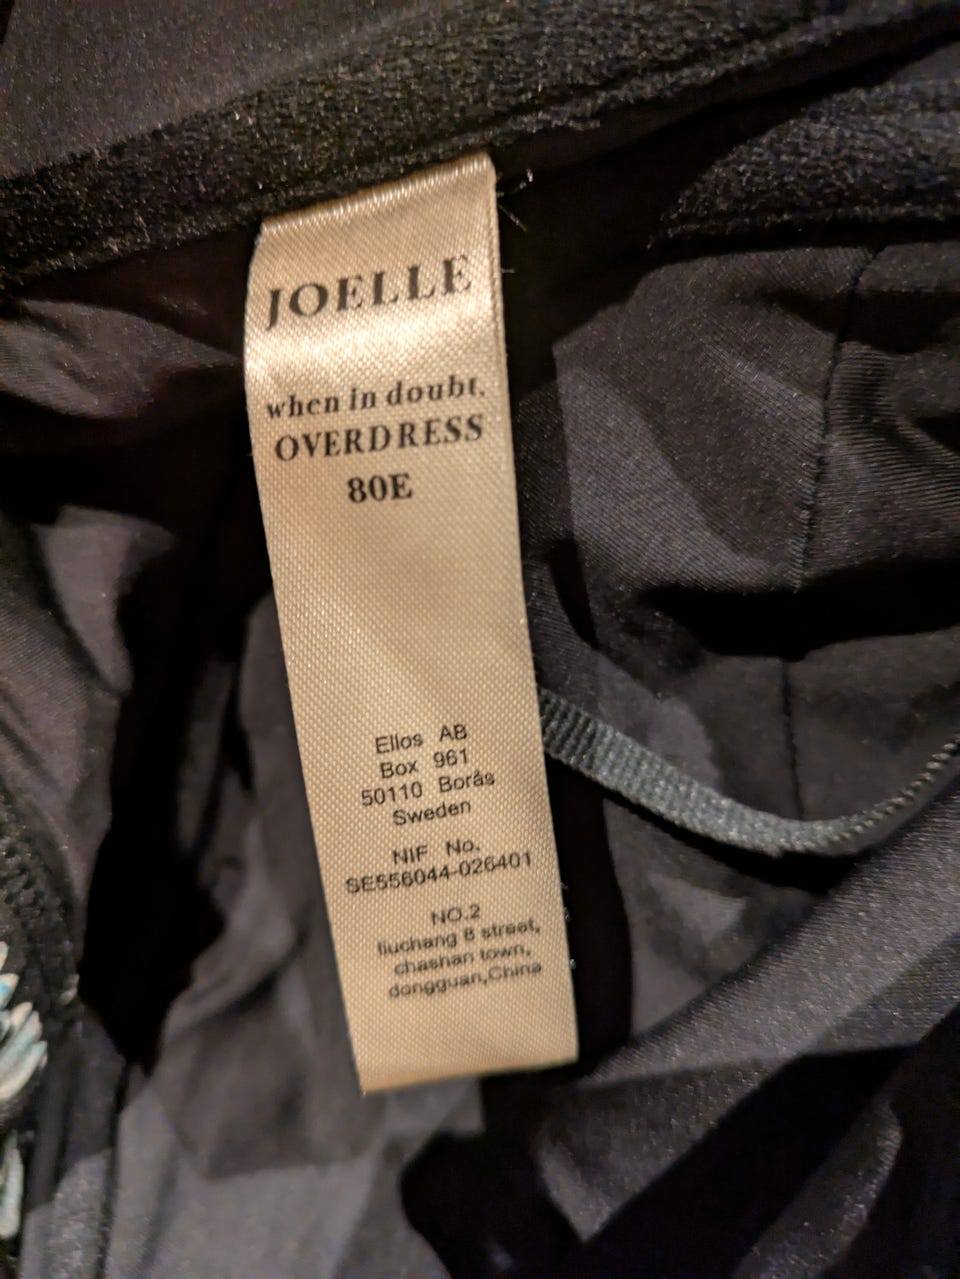 JOELLE
when in doubt,
OVERDRESS
80E
Ellos AB
Box 961
50110 Borås
Sweden
NIF No.
SE556044-026401
NO.2
liuchang 8 street,
chashan town,
dongguan,China